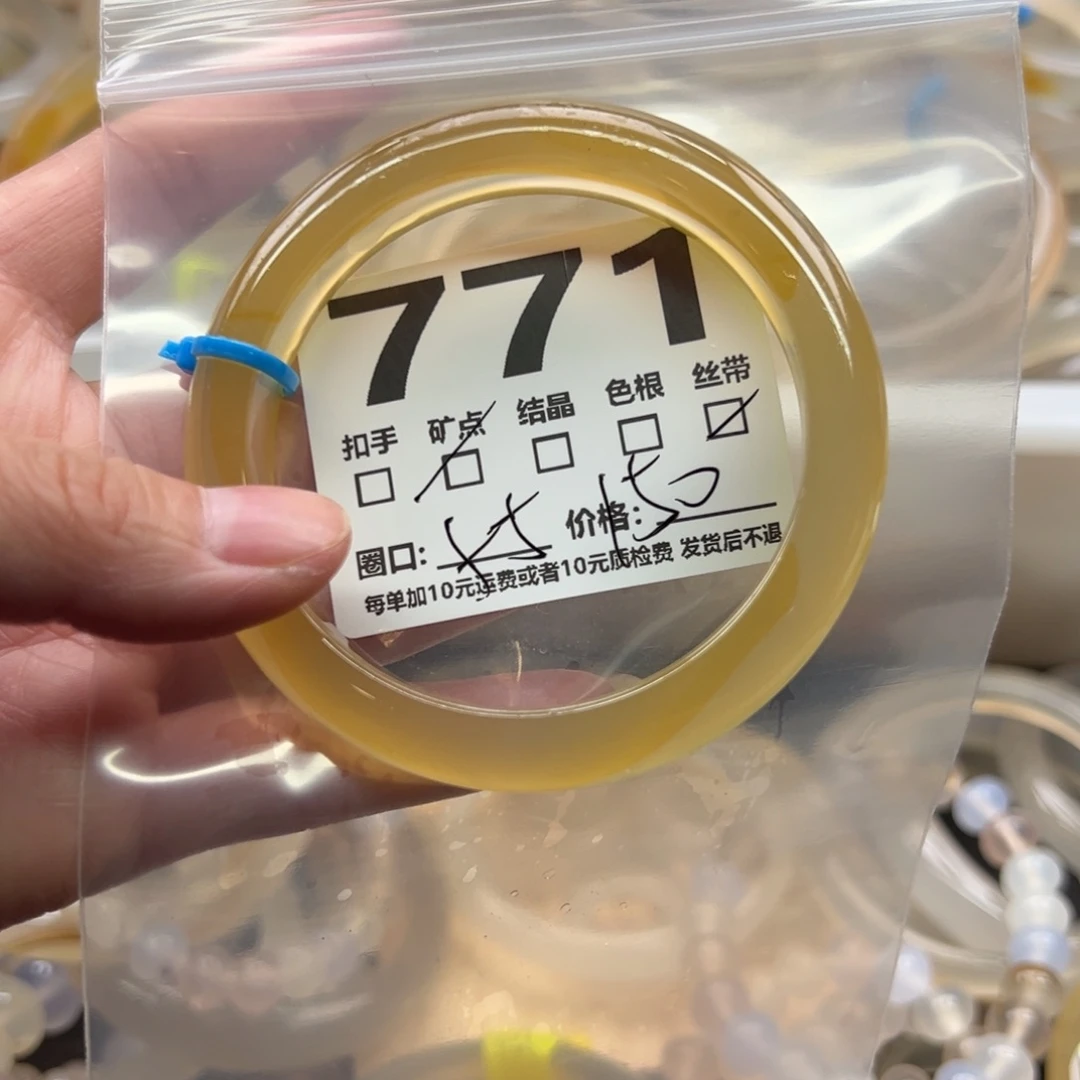 771
扣手 矿点 结晶 色根 丝带
圈口: 价格: 150
每单加10元运费或者10元质检费 发货后不退